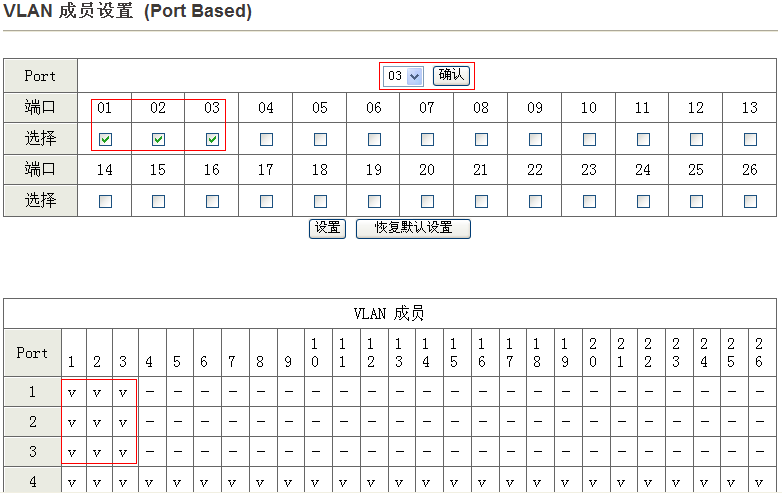 VLAN 成员设置 (Port Based)
Port 03 确认
端口 01 02 03 04 05 06 07 08 09 10 11 12 13
选择
端口 14 15 16 17 18 19 20 21 22 23 24 25 26
选择
设置 恢复默认设置
VLAN 成员
Port 1 2 3 4 5 6 7 8 9 10 11 12 13 14 15 16 17 18 19 20 21 22 23 24 25 26
1 v v v - - - - - - - - - - - - - - - - - - - - - - -
2 v v v - - - - - - - - - - - - - - - - - - - - - - -
3 v v v - - - - - - - - - - - - - - - - - - - - - - -
4 v v v v v v v v v v v v v v v v v v v v v v v v v v